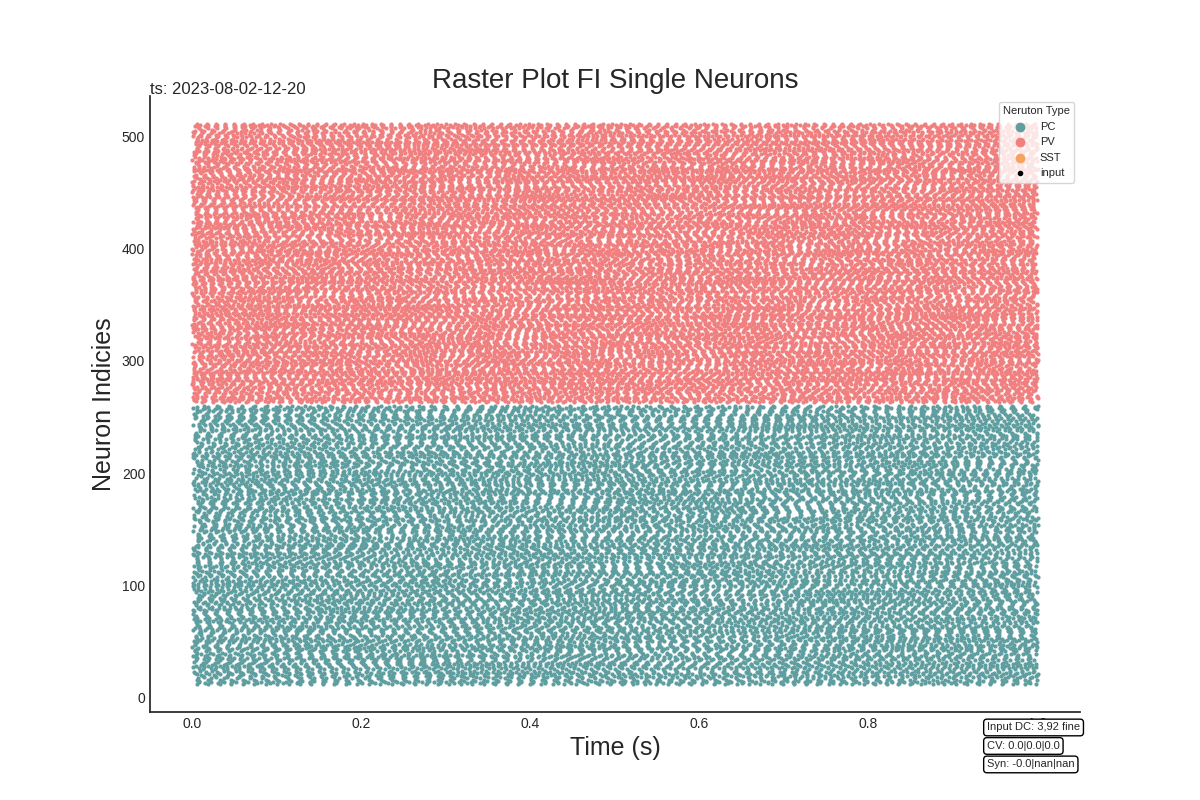 Raster Plot FI Single Neurons
ts: 2023-08-02-12-20
Neruton Type
PC
PV
SST
input
500
400
300
200
100
0
Neuron Indicies
0.0 0.2 0.4 0.6 0.8
Time (s)
Input DC: 3,92 fine
CV: 0.0|0.0|0.0
Syn: -0.0|nan|nan